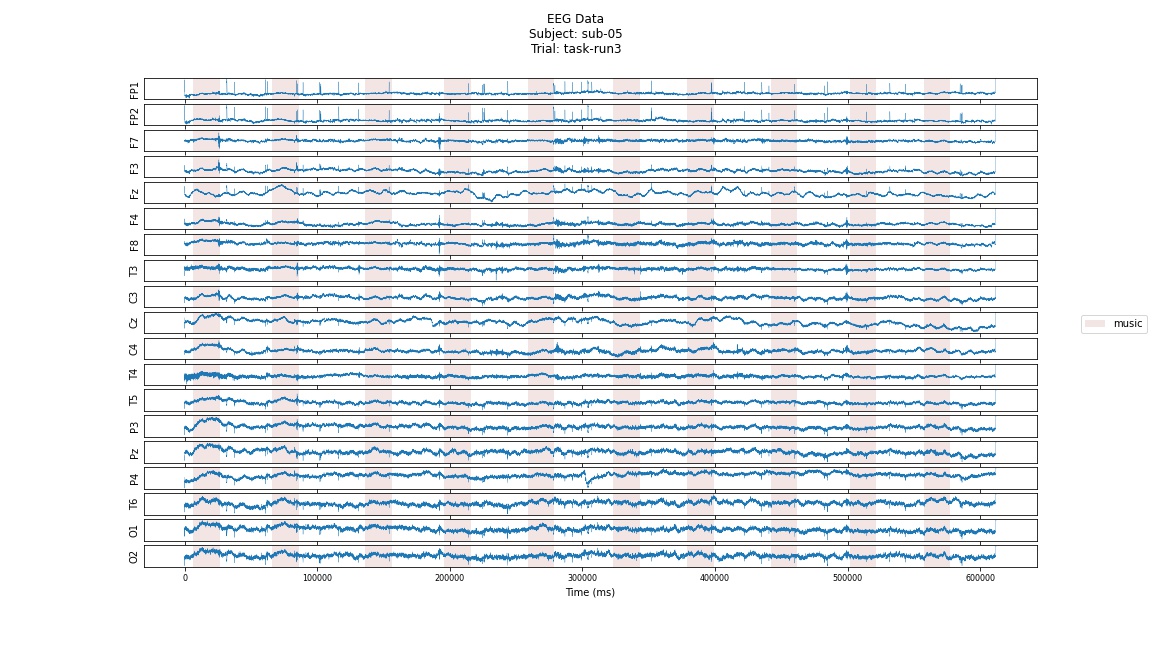 EEG Data
Subject: sub-05
Trial: task-run3
FP1
FP2
F7
F3
Fz
F4
F8
T3
C3
Cz
C4
T4
T5
P3
Pz
P4
T6
O1
O2
music
0 100000 200000 300000 400000 500000 600000
Time (ms)